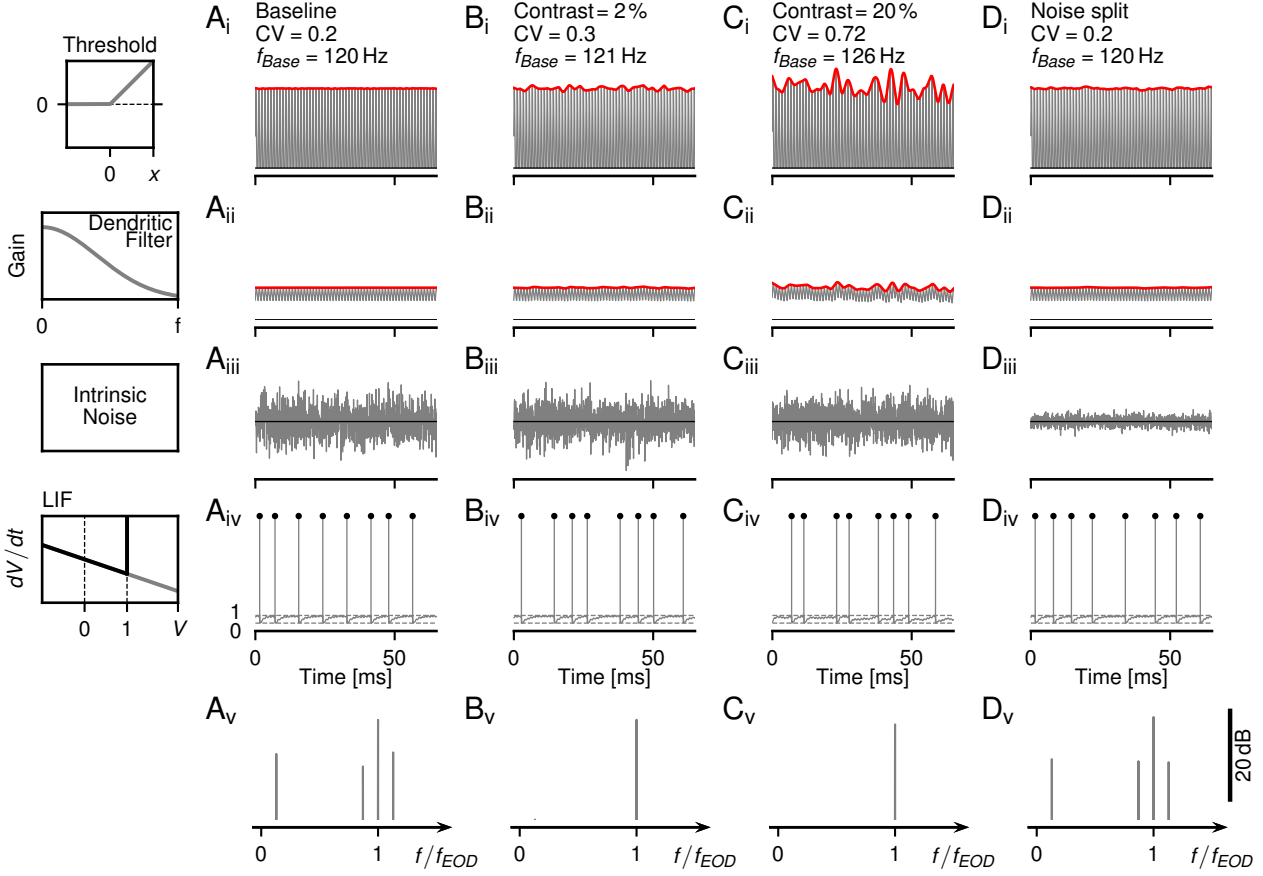 Threshold
0
0 x
Gain
Dendritic
Filter
0 f
Intrinsic
Noise
LIF
dV/dt
0 1 V
Ai
Baseline
CV = 0.2
fBase = 120 Hz
Bi
Contrast = 2 %
CV = 0.3
fBase = 121 Hz
Ci
Contrast = 20 %
CV = 0.72
fBase = 126 Hz
Di
Noise split
CV = 0.2
fBase = 120 Hz
Aii Bii Cii Dii
Aiii Biii Ciii Diii
Aiv Biv Civ Div
1
0
0 50
Time [ms]
0 50
Time [ms]
0 50
Time [ms]
0 50
Time [ms]
Av Bv Cv Dv
20 dB
0 1 f/fEOD
0 1 f/fEOD
0 1 f/fEOD
0 1 f/fEOD